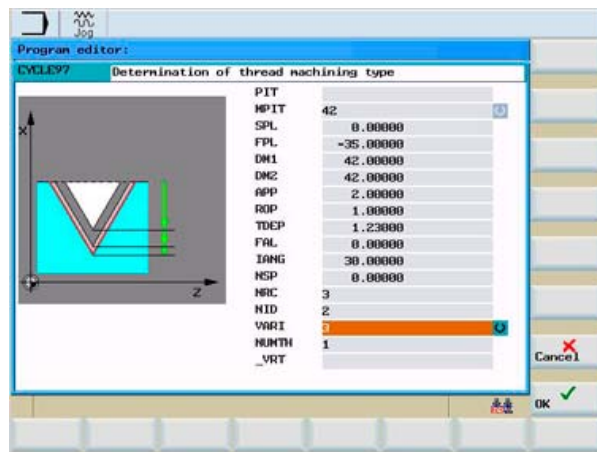 Jog
Program editor:
CYCLE97 Determination of thread machining type
PIT
MPIT 42
SPL 0.00000
FPL -35.00000
DM1 42.00000
DM2 42.00000
APP 2.00000
ROP 1.00000
TDEP 1.23000
FAL 0.00000
IANG 30.00000
NSP 0.00000
NRC 3
NID 2
VARI 3
NUMTH 1
_VRT
X
Z
Cancel
OK